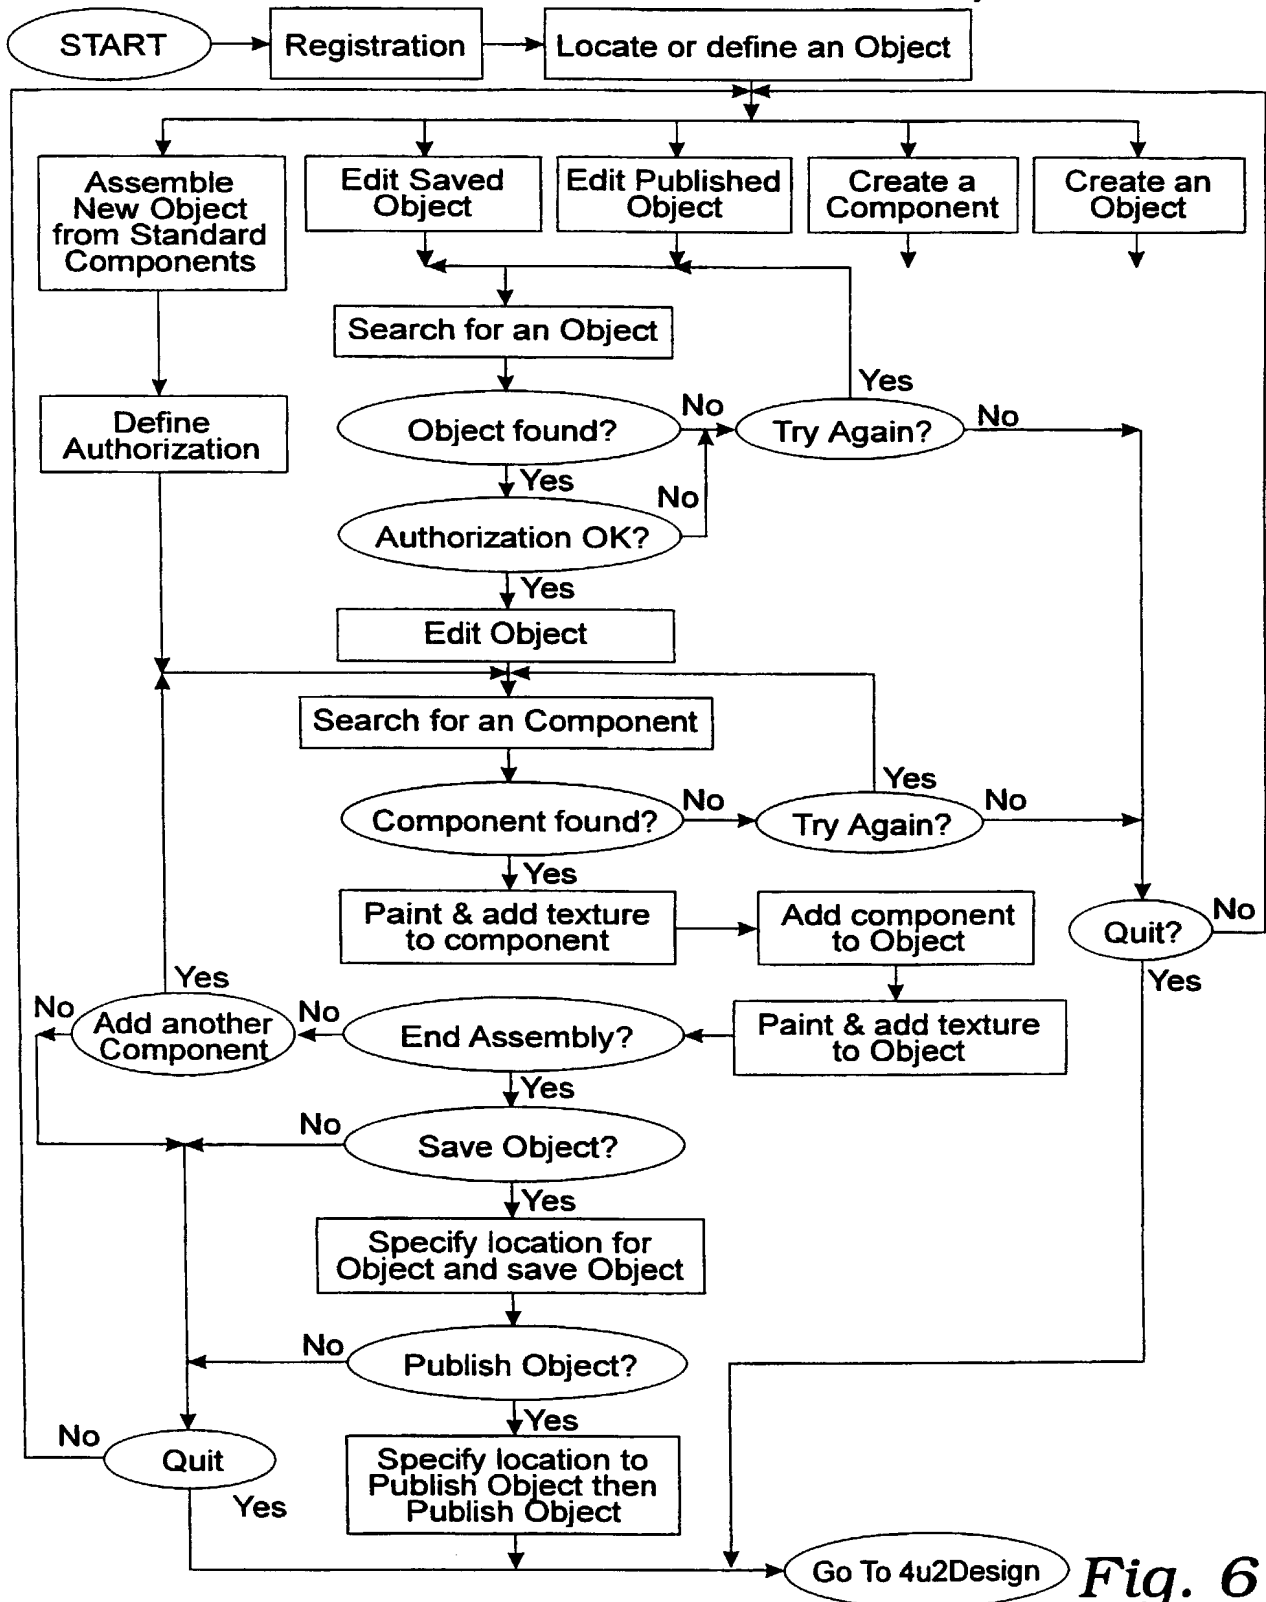 START
Registration
Locate or define an Object
Assemble
New Object
from Standard
Components
Edit Saved
Object
Edit Published
Object
Create a
Component
Create an
Object
Search for an Object
Yes
Define
Authorization
Object found?
No
Try Again?
No
Yes
No
Authorization OK?
Yes
Edit Object
Search for an Component
Yes
Component found?
No
Try Again?
No
Yes
Paint & add texture
to component
Add component
to Object
Quit?
No
Yes
Yes
No
Add another
Component
No
End Assembly?
Paint & add texture
to Object
Yes
No
Save Object?
Yes
Specify location for
Object and save Object
No
Publish Object?
Yes
No
Quit
Yes
Specify location to
Publish Object then
Publish Object
Go To 4u2Design
Fig. 6